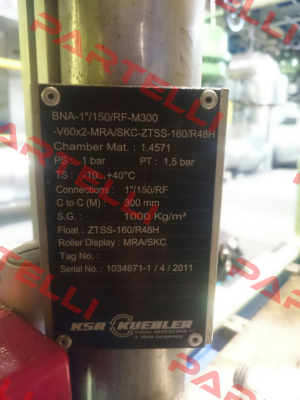 BNA-1"/150/RF-M300
-V60x2-MRA/SKC-ZTSS-160/R48H
Chamber Mat. : 1.4571
PS : 1 bar PT : 1,5 bar
TS : -10...+40°C
Connections : 1"/150/RF
C to C (M) : 300 mm
S.G. : 1000 Kg/m³
Float : ZTSS-160/R48H
Roller Display : MRA/SKC
Tag No. :
Serial No. : 1034671-1 / 4 / 2011
KSR KUEBLER
PARTELLI
PARTELLI
PARTELLI
PARTELLI